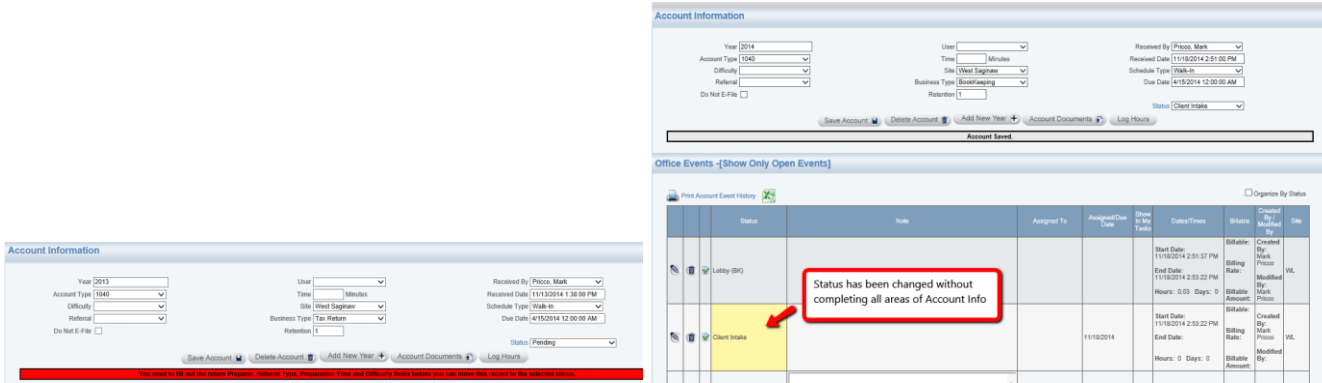 Account Information
Year 2013 User Received By Pricco, Mark
Account Type 1040 Time Minutes Received Date 11/13/2014 1:38:00 PM
Difficulty Site West Saginaw Schedule Type Walk-In
Referral Business Type Tax Return Due Date 4/15/2014 12:00:00 AM
Do Not E-File Retention 1
Status Pending
Save Account Delete Account Add New Year + Account Documents Log Hours
You need to fill out the return Preparer, Referral Type, Preparation Time and Difficulty fields before you can move this record to the selected status.
Account Information
Year 2014 User Received By Pricco, Mark
Account Type 1040 Time Minutes Received Date 11/18/2014 2:51:00 PM
Difficulty Site West Saginaw Schedule Type Walk-In
Referral Business Type BookKeeping Due Date 4/15/2014 12:00:00 AM
Do Not E-File Retention 1
Status Client Intake
Save Account Delete Account Add New Year + Account Documents Log Hours
Account Saved.
Office Events -[Show Only Open Events]
Print Account Event History Organize By Status
Status Note Assigned To Assigned/Due Date Show In My Tasks Dates/Times Billable Created By / Modified By Site
Lobby (BK)
Start Date:
11/18/2014 2:51:37 PM
End Date:
11/18/2014 2:53:22 PM
Hours: 0.03 Days: 0
Billable:
Billing Rate:
Billable Amount:
Created By:
Mark Pricco
Modified By:
Mark Pricco
WL
Status has been changed without
completing all areas of Account Info
Client Intake
11/18/2014
Start Date:
11/18/2014 2:53:22 PM
End Date:
Hours: 0 Days: 0
Billable:
Billing Rate:
Billable Amount:
Created By:
Mark Pricco
Modified By:
WL